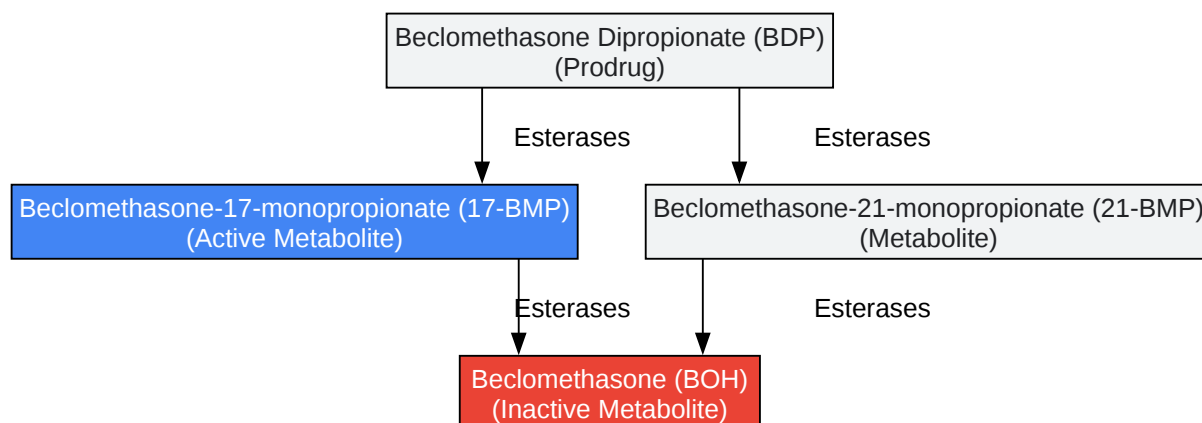 Beclomethasone Dipropionate (BDP)
(Prodrug)
Esterases
Esterases
Beclomethasone-17-monopropionate (17-BMP)
(Active Metabolite)
Beclomethasone-21-monopropionate (21-BMP)
(Metabolite)
Esterases
Esterases
Beclomethasone (BOH)
(Inactive Metabolite)